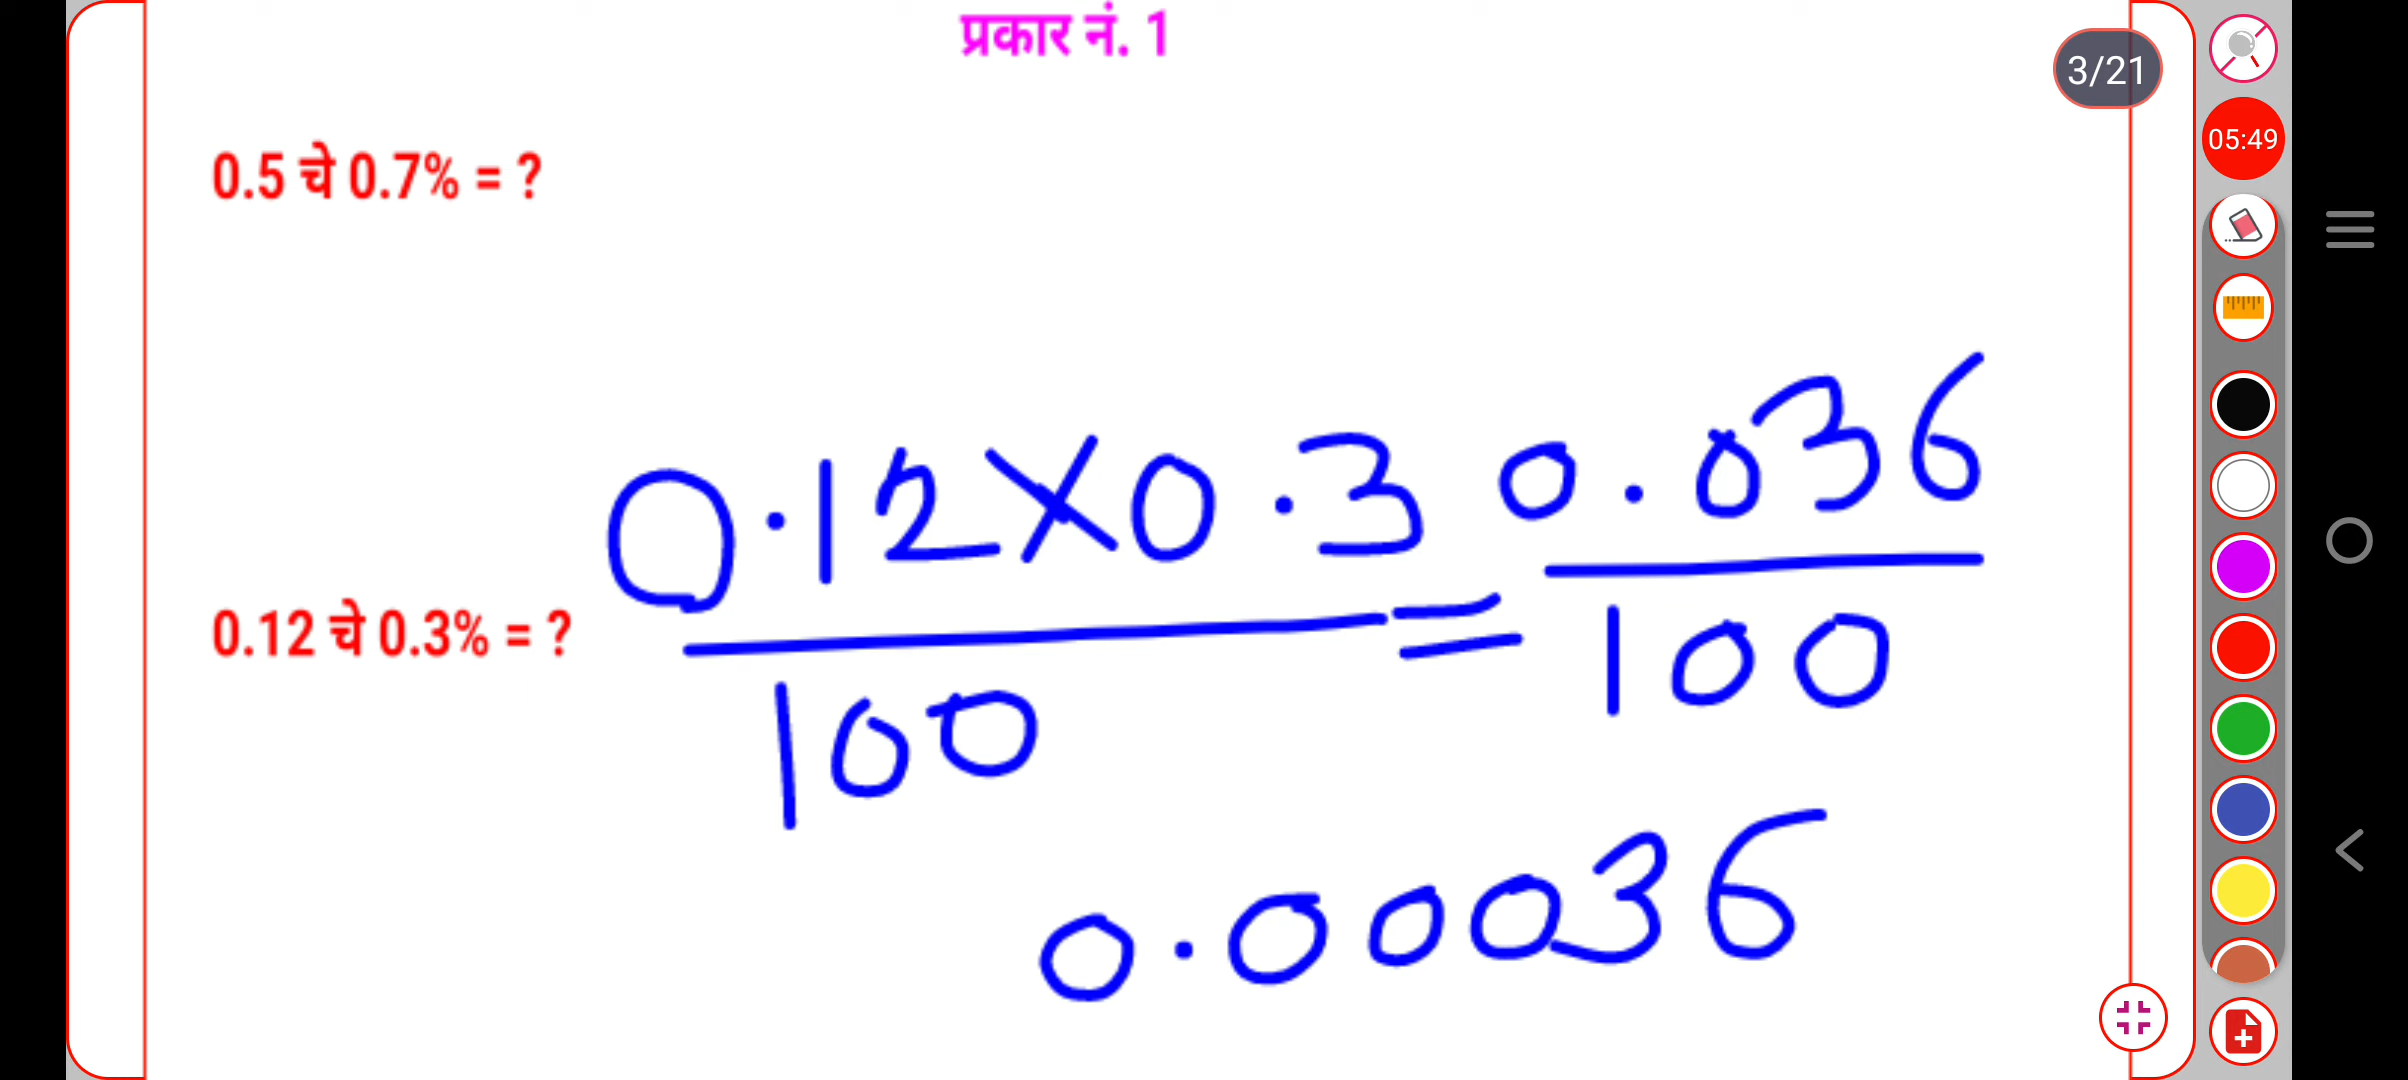 प्रकार नं. 1
3/21
05:49
0.5 चे 0.7% = ?
0.12 चे 0.3% = ?
0.12×0.3
100
=
0.036
100
0.00036